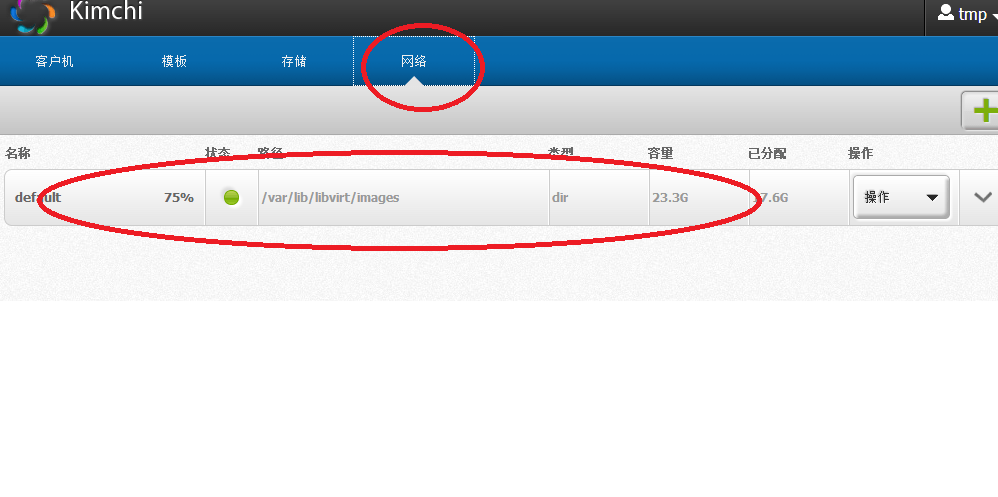 Kimchi
tmp
客户机 模板 存储 网络
名称 状态 路径 类型 容量 已分配 操作
default 75% /var/lib/libvirt/images dir 23.3G 17.6G 操作